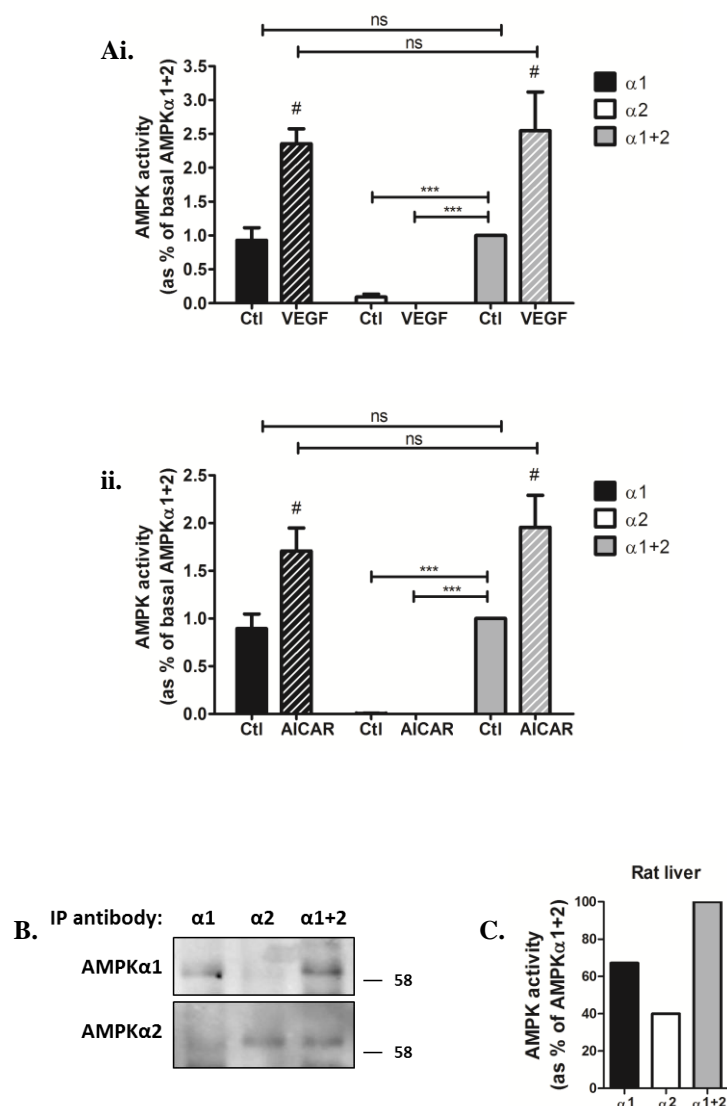 Ai.
ns
ns
AMPK activity
(as % of basal AMPKα1+2)
3.5
3.0
2.5
2.0
1.5
1.0
0.5
0.0
#
#
***
***
Ctl VEGF Ctl VEGF Ctl VEGF
α1
α2
α1+2
ii.
ns
ns
AMPK activity
(as % of basal AMPKα1+2)
2.5
2.0
1.5
1.0
0.5
0.0
#
#
***
***
Ctl AICAR Ctl AICAR Ctl AICAR
α1
α2
α1+2
B.
IP antibody: α1 α2 α1+2
AMPKα1
58
AMPKα2
58
C.
Rat liver
AMPK activity
(as % of AMPKα1+2)
100
80
60
40
20
0
α1 α2 α1+2